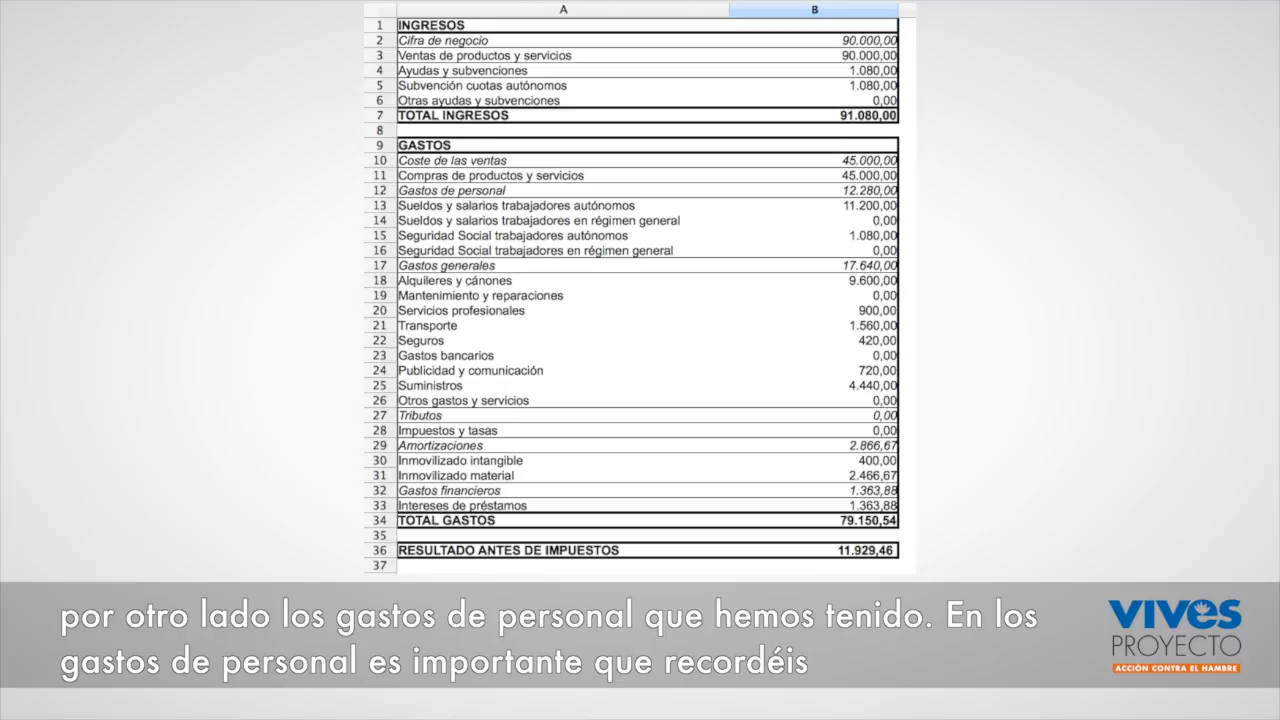 A B
1 INGRESOS
2 Cifra de negocio 90.000,00
3 Ventas de productos y servicios 90.000,00
4 Ayudas y subvenciones 1.080,00
5 Subvención cuotas autónomos 1.080,00
6 Otras ayudas y subvenciones 0,00
7 TOTAL INGRESOS 91.080,00
8
9 GASTOS
10 Coste de las ventas 45.000,00
11 Compras de productos y servicios 45.000,00
12 Gastos de personal 12.280,00
13 Sueldos y salarios trabajadores autónomos 11.200,00
14 Sueldos y salarios trabajadores en régimen general 0,00
15 Seguridad Social trabajadores autónomos 1.080,00
16 Seguridad Social trabajadores en régimen general 0,00
17 Gastos generales 17.640,00
18 Alquileres y cánones 9.600,00
19 Mantenimiento y reparaciones 0,00
20 Servicios profesionales 900,00
21 Transporte 1.560,00
22 Seguros 420,00
23 Gastos bancarios 0,00
24 Publicidad y comunicación 720,00
25 Suministros 4.440,00
26 Otros gastos y servicios 0,00
27 Tributos 0,00
28 Impuestos y tasas 0,00
29 Amortizaciones 2.866,67
30 Inmovilizado intangible 400,00
31 Inmovilizado material 2.466,67
32 Gastos financieros 1.363,88
33 Intereses de préstamos 1.363,88
34 TOTAL GASTOS 79.150,54
35
36 RESULTADO ANTES DE IMPUESTOS 11.929,46
37
por otro lado los gastos de personal que hemos tenido. En los
gastos de personal es importante que recordéis
VIVES
PROYECTO
ACCIÓN CONTRA EL HAMBRE